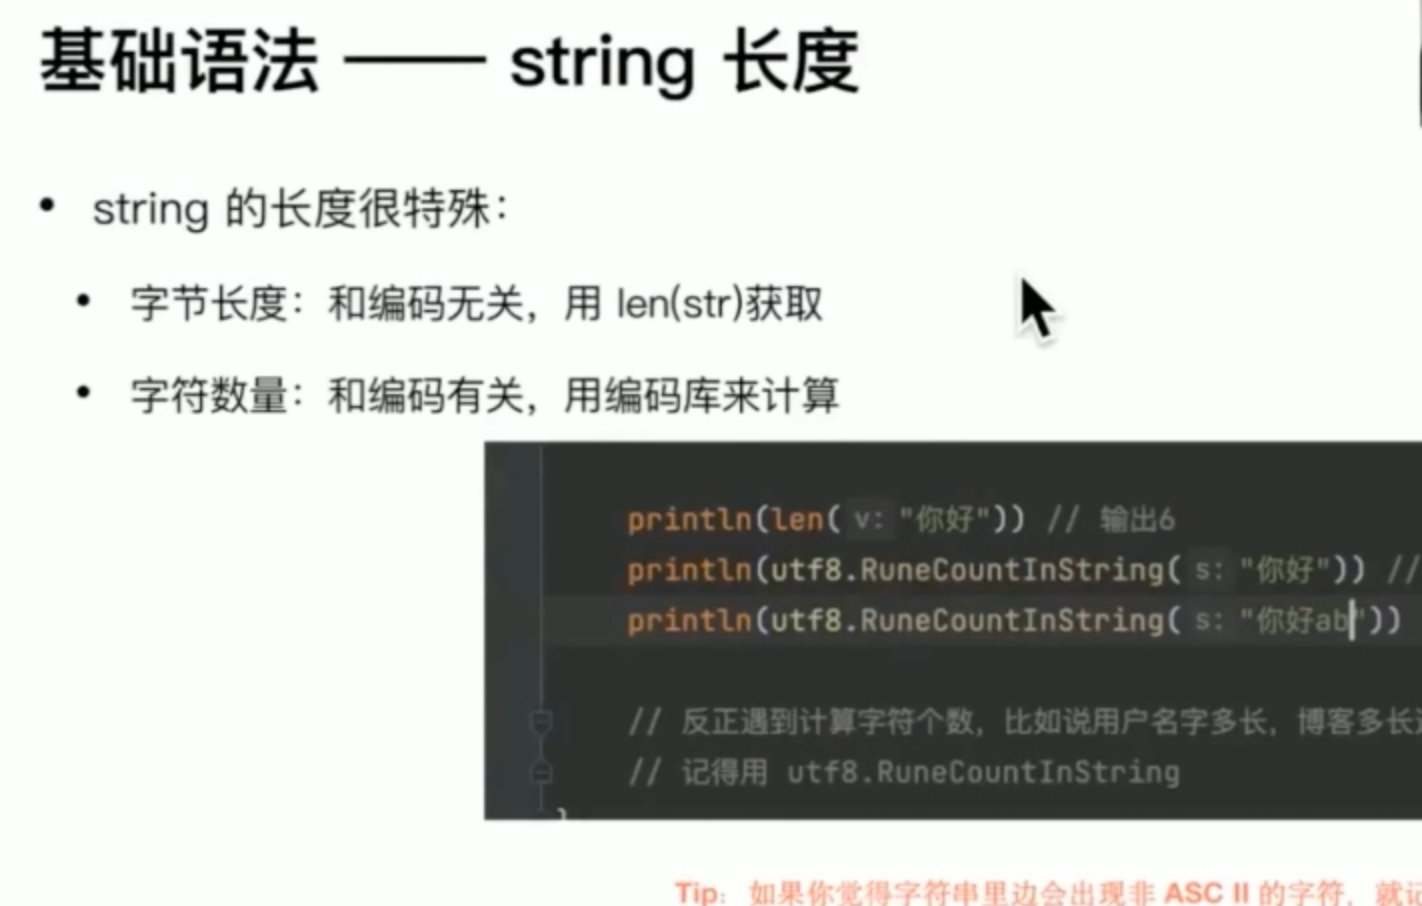 基础语法 —— string 长度
• string 的长度很特殊：
• 字节长度：和编码无关，用 len(str)获取
• 字符数量：和编码有关，用编码库来计算
println(len( v: "你好")) // 输出6
println(utf8.RuneCountInString( s: "你好")) //
println(utf8.RuneCountInString( s: "你好ab"))
// 反正遇到计算字符个数，比如说用户名字多长，博客多长
// 记得用 utf8.RuneCountInString
}
Tip：如果你觉得字符串里边会出现非 ASC II 的字符，就